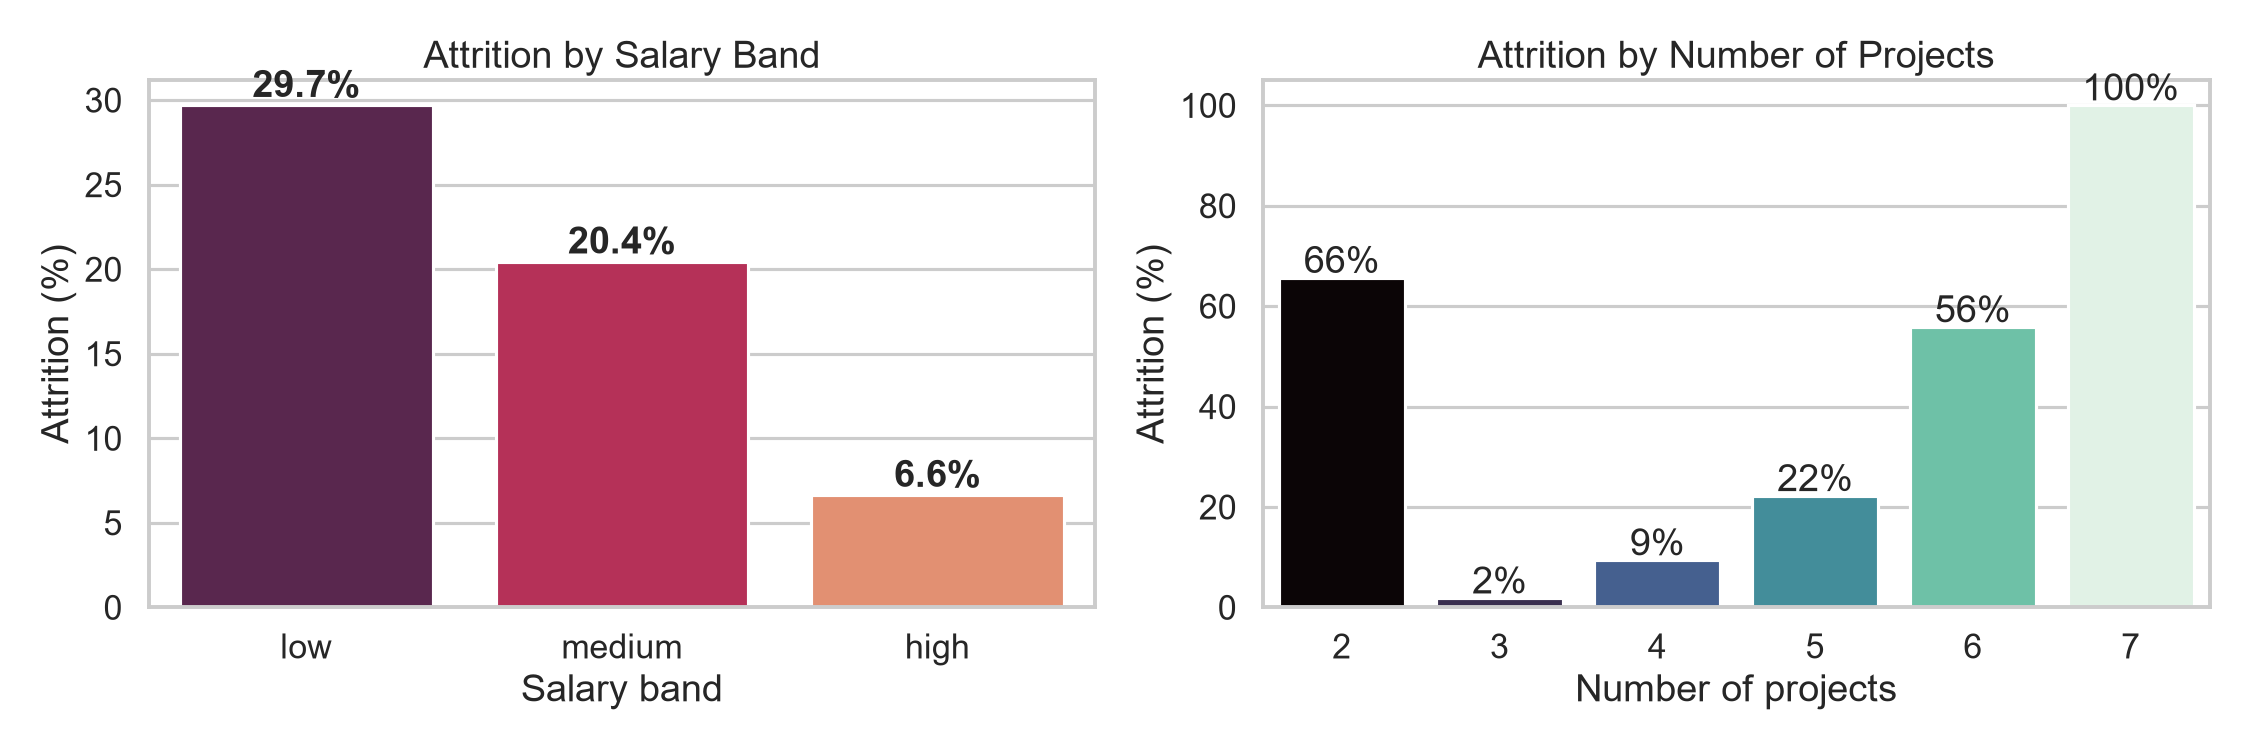 Attrition by Salary Band
Attrition (%)
30
25
20
15
10
5
0
29.7%
20.4%
6.6%
low medium high
Salary band
Attrition by Number of Projects
Attrition (%)
100
80
60
40
20
0
66%
2%
9%
22%
56%
100%
2 3 4 5 6 7
Number of projects